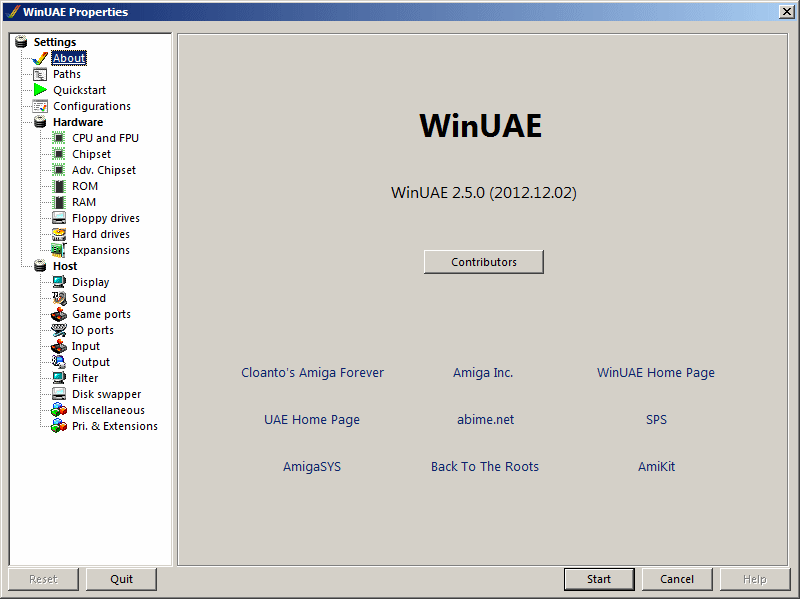 WinUAE Properties
Settings
About
Paths
Quickstart
Configurations
Hardware
CPU and FPU
Chipset
Adv. Chipset
ROM
RAM
Floppy drives
Hard drives
Expansions
Host
Display
Sound
Game ports
IO ports
Input
Output
Filter
Disk swapper
Miscellaneous
Pri. & Extensions
WinUAE
WinUAE 2.5.0 (2012.12.02)
Contributors
Cloanto's Amiga Forever Amiga Inc. WinUAE Home Page
UAE Home Page abime.net SPS
AmigaSYS Back To The Roots AmiKit
Reset Quit Start Cancel Help